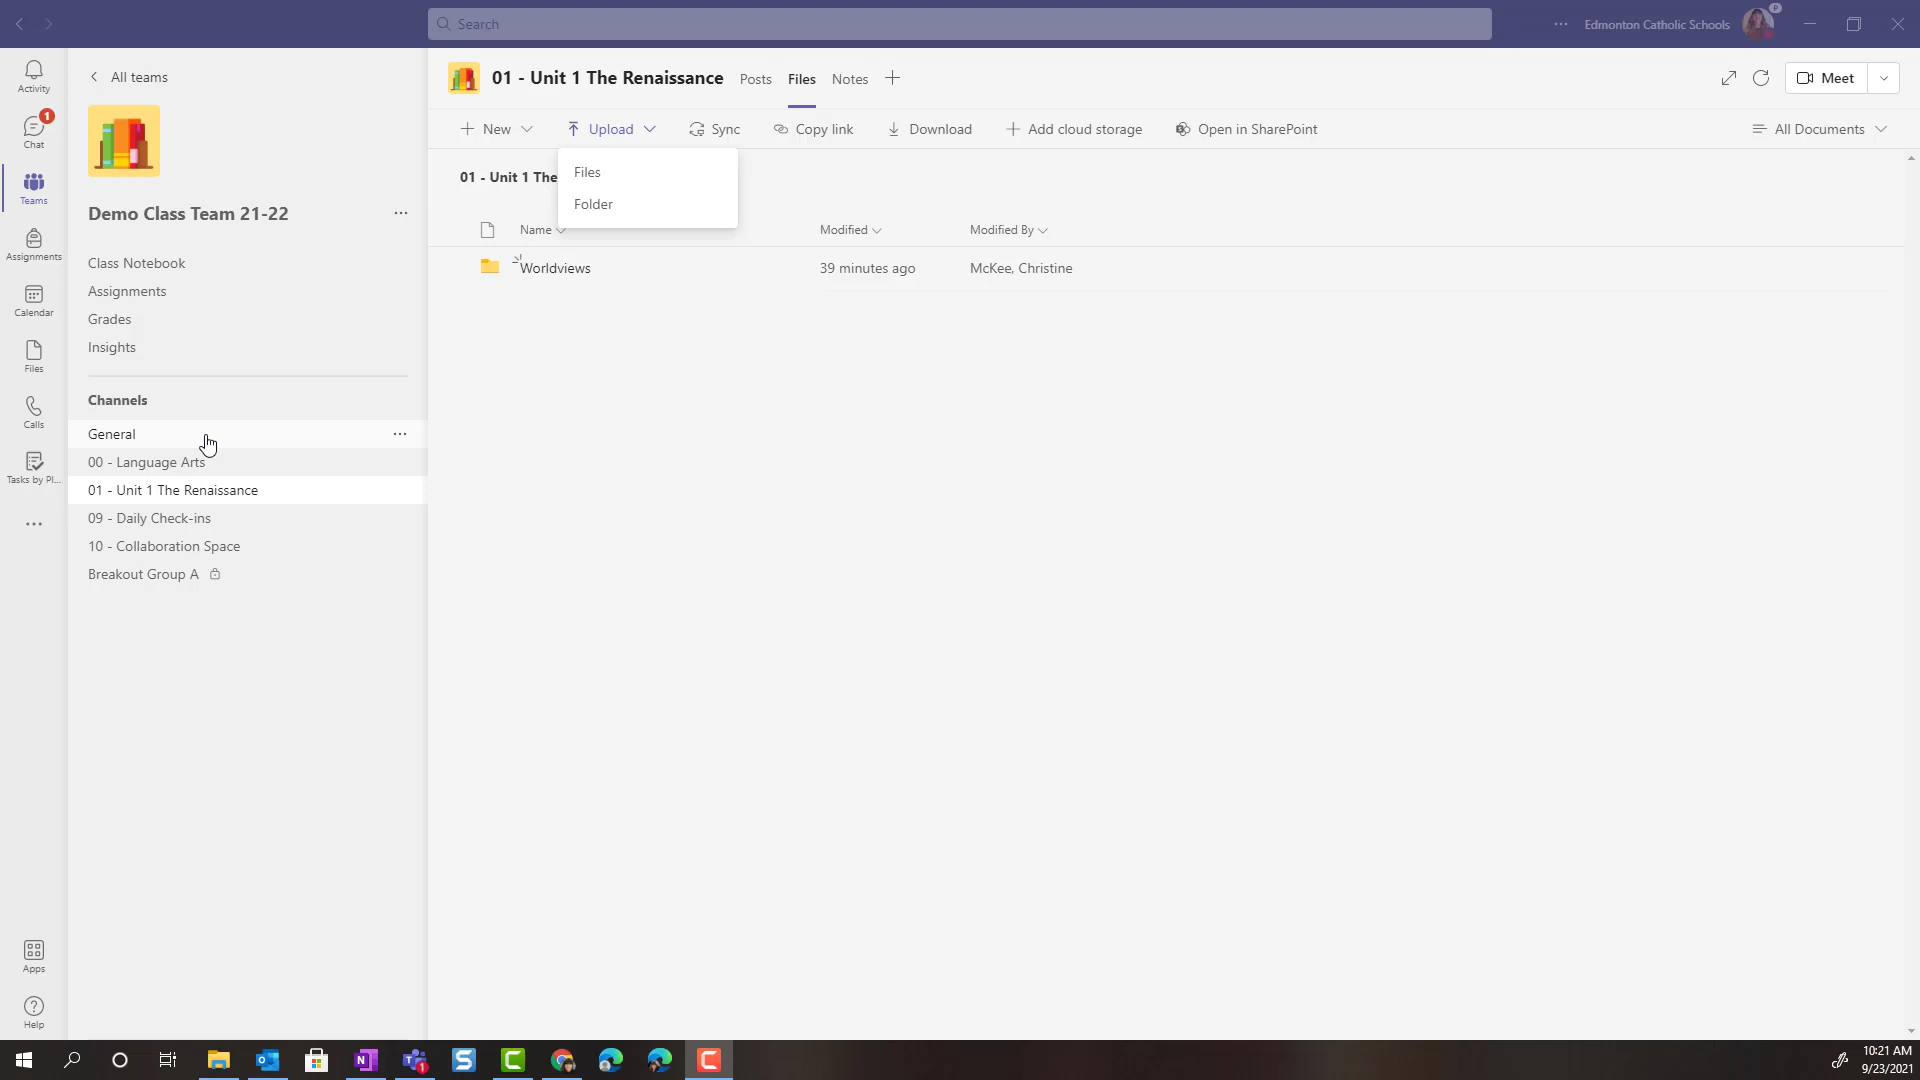 Search
Edmonton Catholic Schools
P
Activity
1
Chat
Teams
Assignments
Calendar
Files
Calls
Tasks by Pl...
Apps
Help
All teams
Demo Class Team 21-22
Class Notebook
Assignments
Grades
Insights
Channels
General
00 - Language Arts
01 - Unit 1 The Renaissance
09 - Daily Check-ins
10 - Collaboration Space
Breakout Group A
01 - Unit 1 The Renaissance Posts Files Notes
Meet
New Upload Sync Copy link Download Add cloud storage Open in SharePoint All Documents
Files
Folder
01 - Unit 1 The
Name Modified Modified By
Worldviews 39 minutes ago McKee, Christine
10:21 AM
9/23/2021